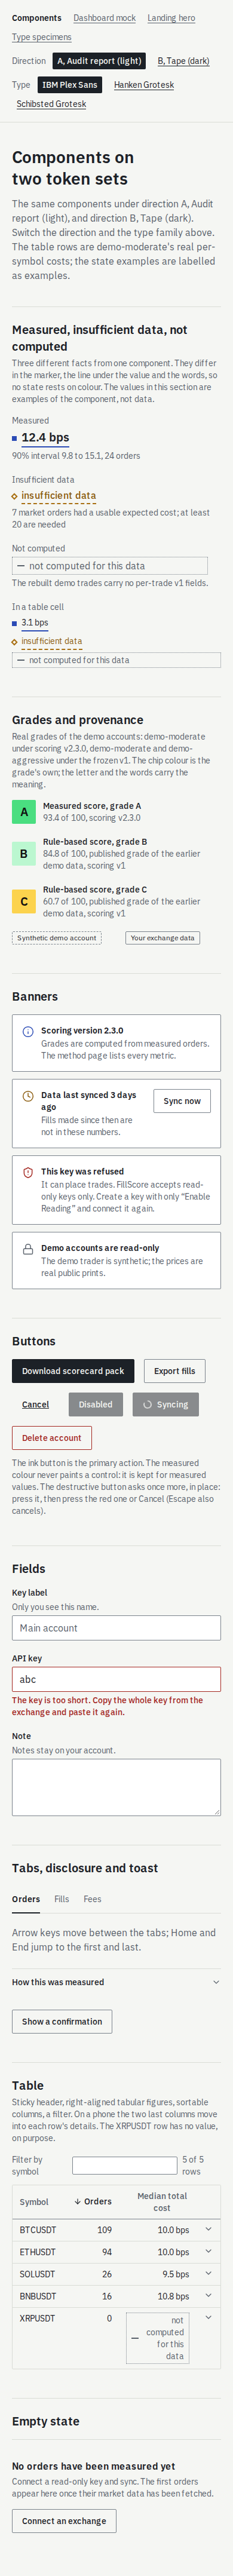 Components Dashboard mock Landing hero
Type specimens
Direction A, Audit report (light) B, Tape (dark)
Type IBM Plex Sans Hanken Grotesk
Schibsted Grotesk
Components on
two token sets
The same components under direction A, Audit
report (light), and direction B, Tape (dark).
Switch the direction and the type family above.
The table rows are demo-moderate's real per-
symbol costs; the state examples are labelled
as examples.
Measured, insufficient data, not
computed
Three different facts from one component. They differ
in the marker, the line under the value and the words, so
no state rests on colour. The values in this section are
examples of the component, not data.
Measured
12.4 bps
90% interval 9.8 to 15.1, 24 orders
Insufficient data
insufficient data
7 market orders had a usable expected cost; at least
20 are needed
Not computed
— not computed for this data
The rebuilt demo trades carry no per-trade v1 fields.
In a table cell
3.1 bps
insufficient data
— not computed for this data
Grades and provenance
Real grades of the demo accounts: demo-moderate
under scoring v2.3.0, demo-moderate and demo-
aggressive under the frozen v1. The chip colour is the
grade's own; the letter and the words carry the
meaning.
A Measured score, grade A
93.4 of 100, scoring v2.3.0
B Rule-based score, grade B
84.8 of 100, published grade of the earlier
demo data, scoring v1
C Rule-based score, grade C
60.7 of 100, published grade of the earlier
demo data, scoring v1
Synthetic demo account Your exchange data
Banners
Scoring version 2.3.0
Grades are computed from measured orders.
The method page lists every metric.
Data last synced 3 days
ago
Sync now
Fills made since then are
not in these numbers.
This key was refused
It can place trades. FillScore accepts read-
only keys only. Create a key with only “Enable
Reading” and connect it again.
Demo accounts are read-only
The demo trader is synthetic; the prices are
real public prints.
Buttons
Download scorecard pack Export fills
Cancel Disabled Syncing
Delete account
The ink button is the primary action. The measured
colour never paints a control: it is kept for measured
values. The destructive button asks once more, in place:
press it, then press the red one or Cancel (Escape also
cancels).
Fields
Key label
Only you see this name.
Main account
API key
abc
The key is too short. Copy the whole key from the
exchange and paste it again.
Note
Notes stay on your account.
Tabs, disclosure and toast
Orders Fills Fees
Arrow keys move between the tabs; Home and
End jump to the first and last.
How this was measured
Show a confirmation
Table
Sticky header, right-aligned tabular figures, sortable
columns, a filter. On a phone the two last columns move
into each row's details. The XRPUSDT row has no value,
on purpose.
Filter by
symbol
5 of 5
rows
Symbol ↓ Orders Median total
cost
BTCUSDT 109 10.0 bps
ETHUSDT 94 10.0 bps
SOLUSDT 26 9.5 bps
BNBUSDT 16 10.8 bps
XRPUSDT 0 — not
computed
for this
data
Empty state
No orders have been measured yet
Connect a read-only key and sync. The first orders
appear here once their market data has been fetched.
Connect an exchange